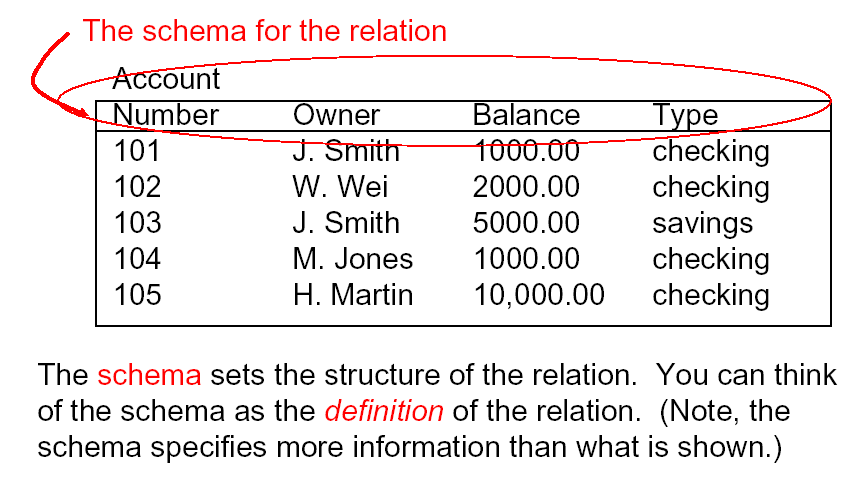 The schema for the relation
Account
Number Owner Balance Type
101 J. Smith 1000.00 checking
102 W. Wei 2000.00 checking
103 J. Smith 5000.00 savings
104 M. Jones 1000.00 checking
105 H. Martin 10,000.00 checking
The schema sets the structure of the relation. You can think
of the schema as the definition of the relation. (Note, the
schema specifies more information than what is shown.)